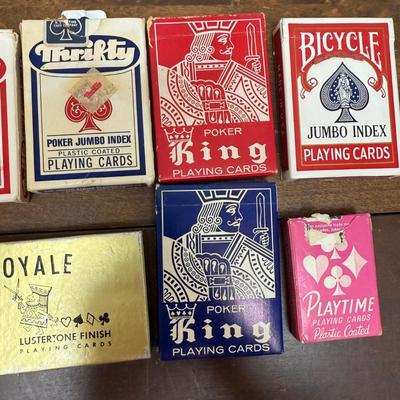 Thrifty
POKER JUMBO INDEX
PLASTIC COATED
PLAYING CARDS
POKER
King
PLAYING CARDS
BICYCLE
JUMBO INDEX
PLAYING CARDS
OYALE
LUSTERTONE FINISH
PLAYING CARDS
POKER
King
PLAYING CARDS
PLAYTIME
PLAYING CARDS
Plastic Coated